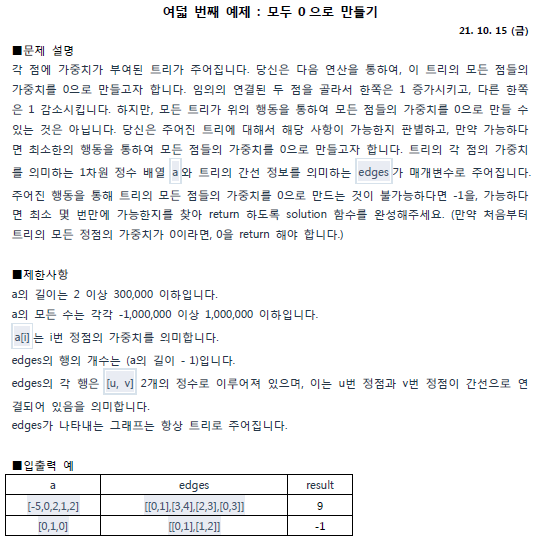 여덟 번째 예제 : 모두 0으로 만들기
21. 10. 15 (금)
■문제 설명
각 점에 가중치가 부여된 트리가 주어집니다. 당신은 다음 연산을 통하여, 이 트리의 모든 점들의
가중치를 0으로 만들고자 합니다. 임의의 연결된 두 점을 골라서 한쪽은 1 증가시키고, 다른 한쪽
은 1 감소시킵니다. 하지만, 모든 트리가 위의 행동을 통하여 모든 점들의 가중치를 0으로 만들 수
있는 것은 아닙니다. 당신은 주어진 트리에 대해서 해당 사항이 가능한지 판별하고, 만약 가능하다
면 최소한의 행동을 통하여 모든 점들의 가중치를 0으로 만들고자 합니다. 트리의 각 점의 가중치
를 의미하는 1차원 정수 배열 a와 트리의 간선 정보를 의미하는 edges가 매개변수로 주어집니다.
주어진 행동을 통해 트리의 모든 점들의 가중치를 0으로 만드는 것이 불가능하다면 -1을, 가능하다
면 최소 몇 번만에 가능한지를 찾아 return 하도록 solution 함수를 완성해주세요. (만약 처음부터
트리의 모든 정점의 가중치가 0이라면, 0을 return 해야 합니다.)
■제한사항
a의 길이는 2 이상 300,000 이하입니다.
a의 모든 수는 각각 -1,000,000 이상 1,000,000 이하입니다.
a[i]는 i번 정점의 가중치를 의미합니다.
edges의 행의 개수는 (a의 길이 - 1)입니다.
edges의 각 행은 [u, v] 2개의 정수로 이루어져 있으며, 이는 u번 정점과 v번 정점이 간선으로 연
결되어 있음을 의미합니다.
edges가 나타내는 그래프는 항상 트리로 주어집니다.
■입출력 예
a edges result
[-5,0,2,1,2] [[0,1],[3,4],[2,3],[0,3]] 9
[0,1,0] [[0,1],[1,2]] -1